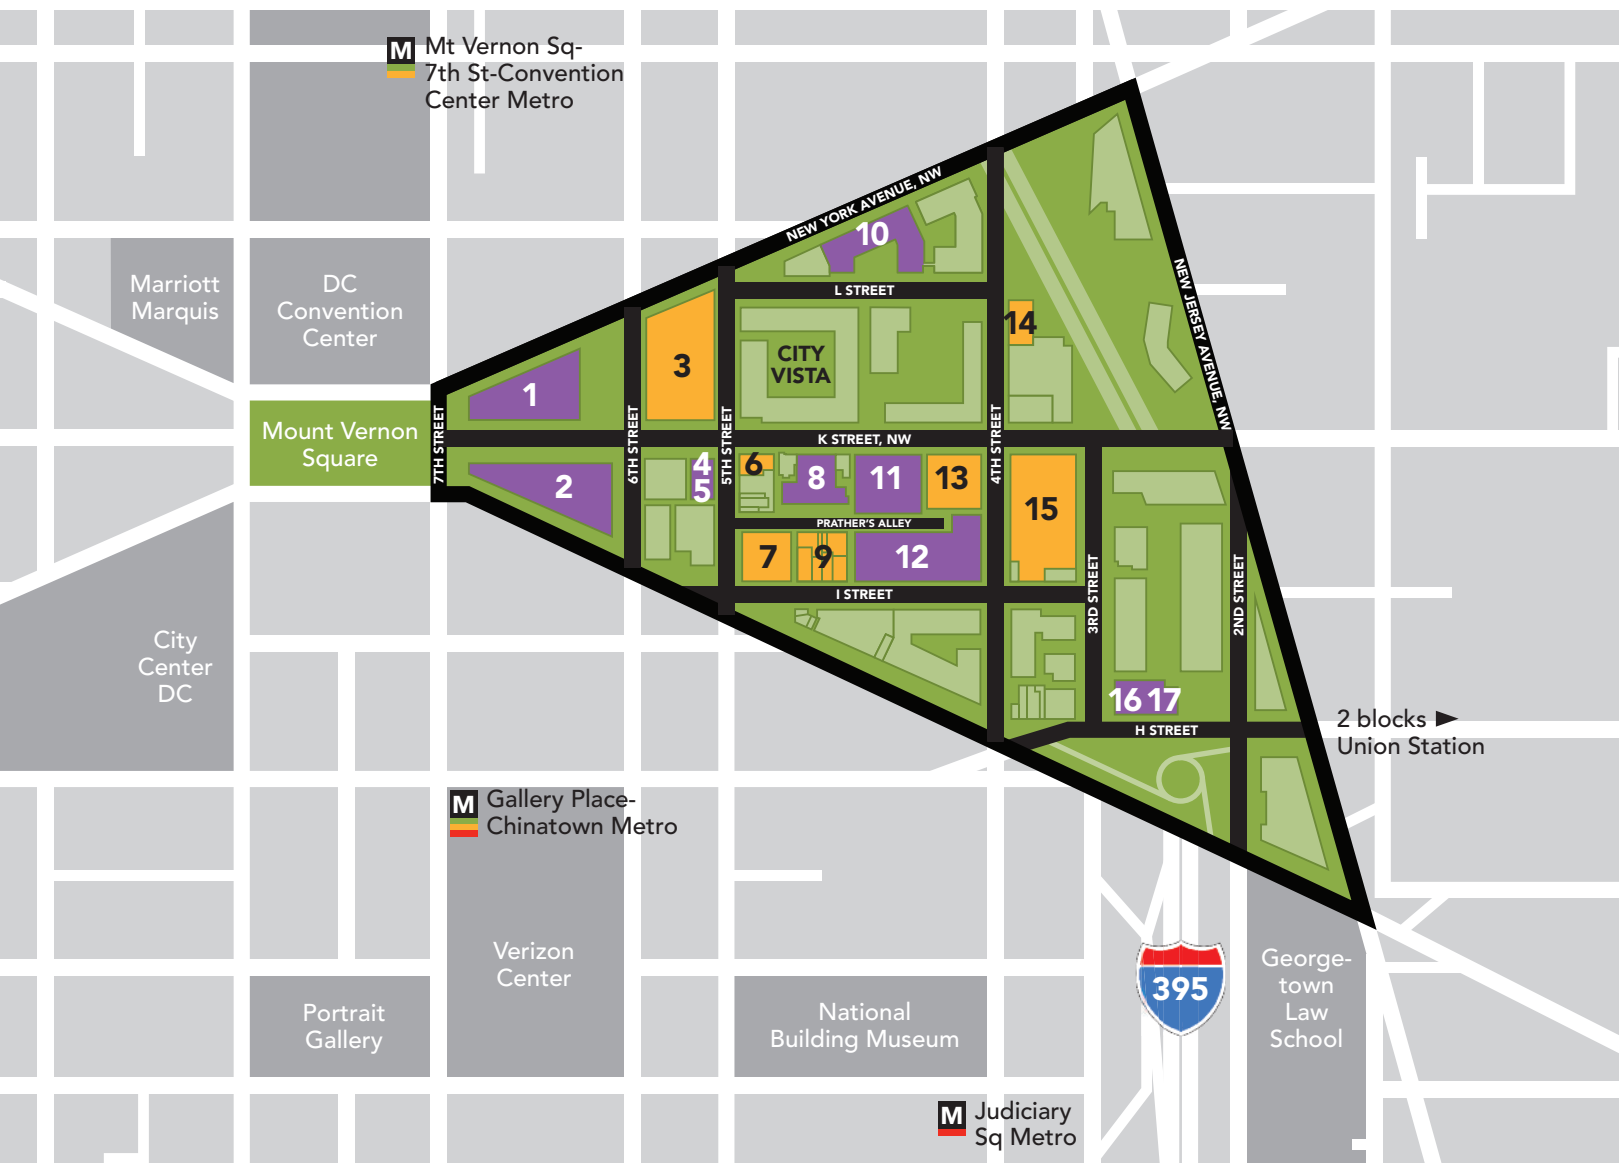 M
Mt Vernon Sq-
7th St-Convention
Center Metro
NEW YORK AVENUE, NW
10
Marriott
Marquis
DC
Convention
Center
L STREET
NEW JERSEY AVENUE, NW
14
3
CITY
VISTA
1
Mount Vernon
Square
7TH STREET
6TH STREET
5TH STREET
K STREET, NW
4TH STREET
2
4
5
6
8
11
13
15
PRATHER'S ALLEY
7
9
12
I STREET
3RD STREET
2ND STREET
City
Center
DC
16 17
H STREET
2 blocks
Union Station
M
Gallery Place-
Chinatown Metro
Verizon
Center
395
George-
town
Law
School
Portrait
Gallery
National
Building Museum
M
Judiciary
Sq Metro